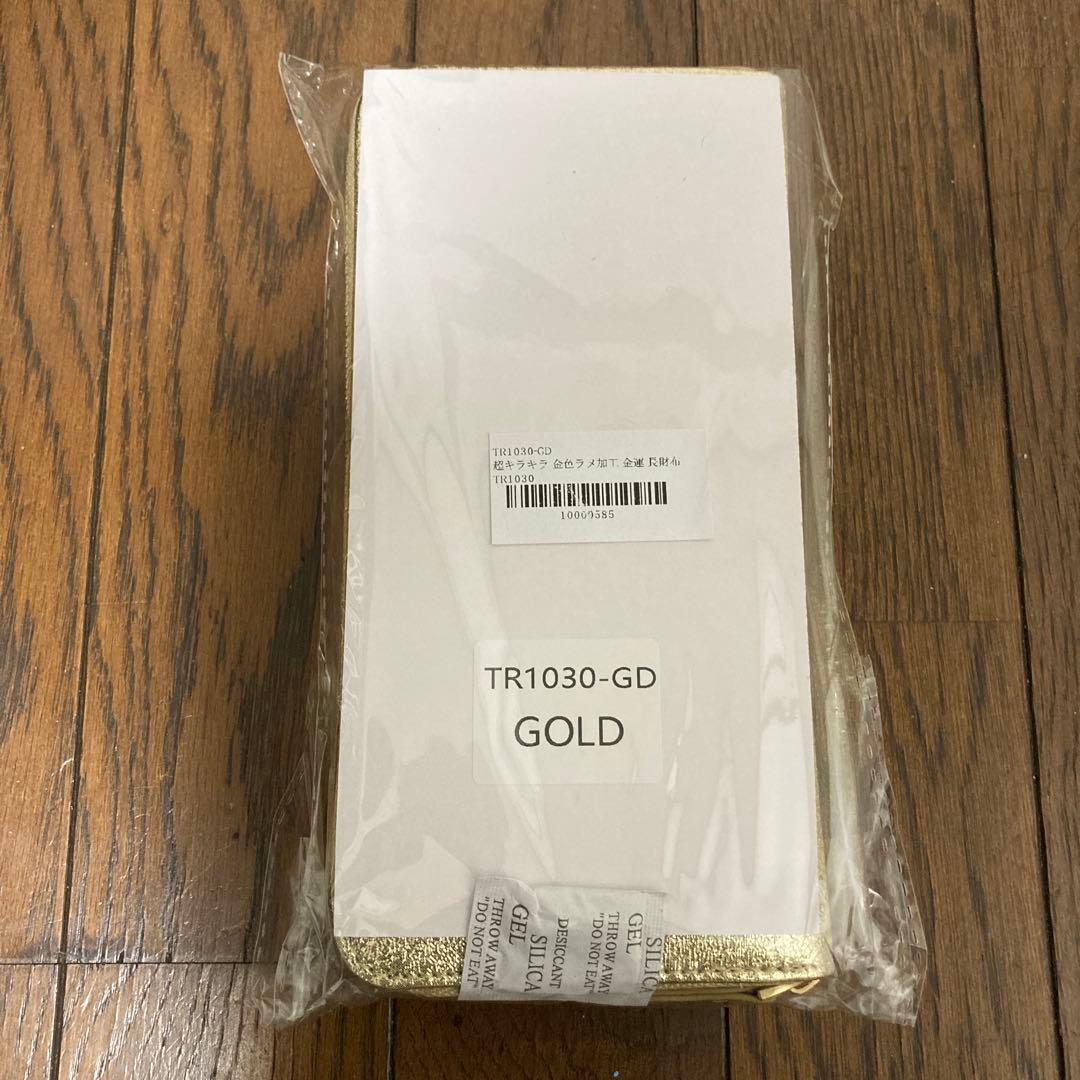 TR1030-GD
超キラキラ 金色ラメ加工 金運 長財布
TR1030
10009585
TR1030-GD
GOLD
SILICA
GEL
THROW AWAY
"DO NOT EAT"
DESICCANT
SILICA
GEL
THROW AWAY
"DO NOT EAT"